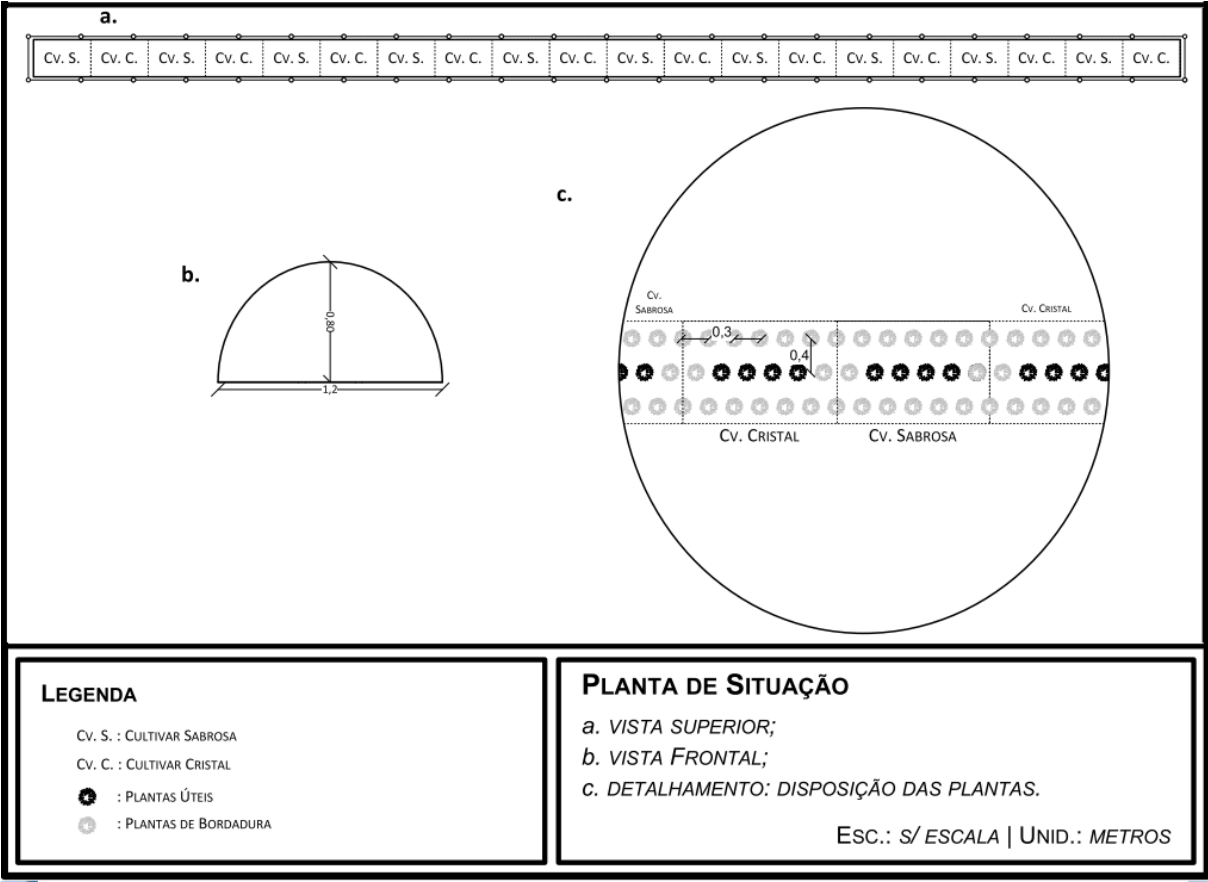 a.
Cv. S. Cv. C. Cv. S. Cv. C. Cv. S. Cv. C. Cv. S. Cv. C. Cv. S. Cv. C. Cv. S. Cv. C. Cv. S. Cv. C. Cv. S. Cv. C. Cv. S. Cv. C. Cv. S. Cv. C.
c.
b.
0,80
1,2
Cv.
Sabrosa
Cv. Cristal
0,3
0,4
Cv. Cristal
Cv. Sabrosa
Legenda
Cv. S. : Cultivar Sabrosa
Cv. C. : Cultivar Cristal
: Plantas Úteis
: Plantas de Bordadura
Planta de Situação
a. vista superior;
b. vista Frontal;
c. detalhamento: disposição das plantas.
Esc.: s/ escala | Unid.: metros